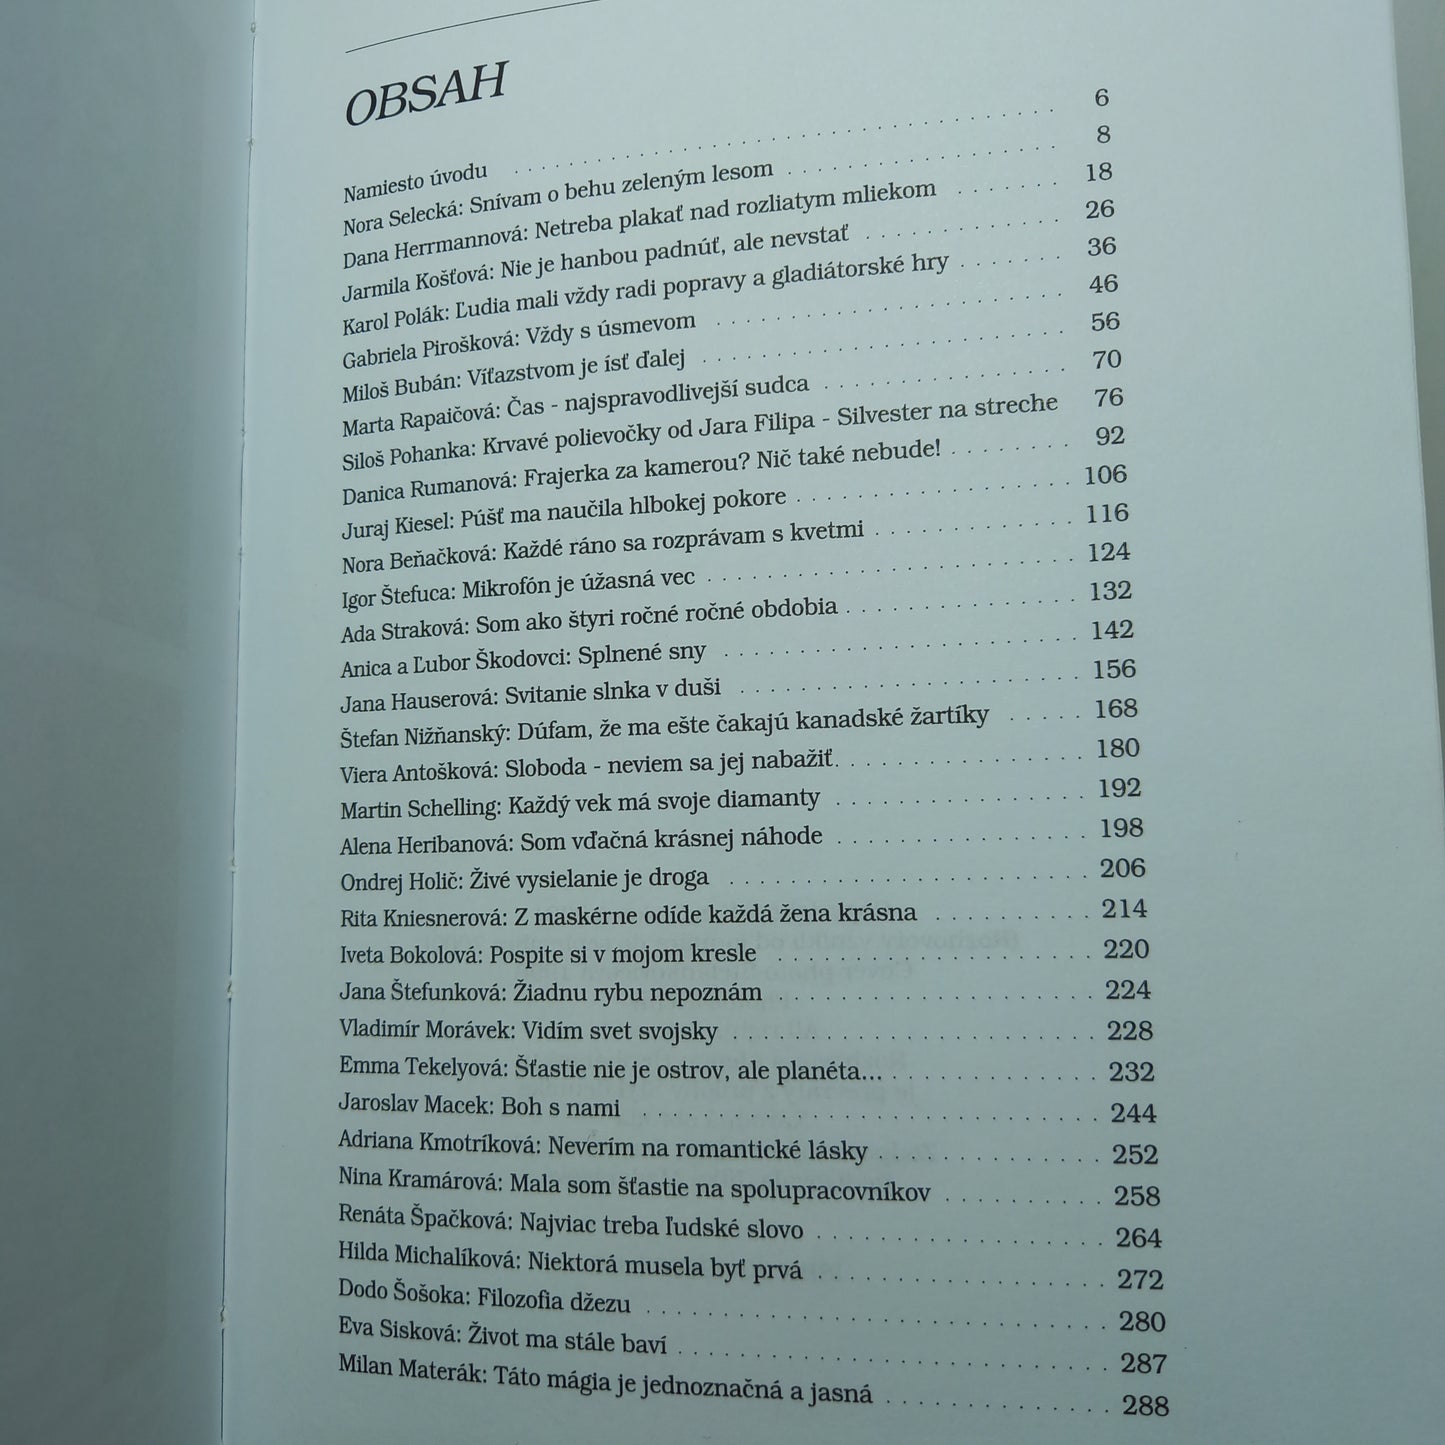 OBSAH
Namiesto úvodu . . . . . 6
Nora Selecká: Snívam o behu zeleným lesom . . . . . 8
Dana Herrmannová: Netreba plakať nad rozliatym mliekom . . . . . 18
Jarmila Košťová: Nie je hanbou padnúť, ale nevstať . . . . . 26
Karol Polák: Ľudia mali vždy radi popravy a gladiátorské hry . . . . . 36
Gabriela Pirošková: Vždy s úsmevom . . . . . 46
Miloš Bubán: Víťazstvom je ísť ďalej . . . . . 56
Marta Rapaičová: Čas - najspravodlivejší sudca . . . . . 70
Siloš Pohanka: Krvavé polievočky od Jara Filipa - Silvester na streche 76
Danica Rumanová: Frajerka za kamerou? Nič také nebude! . . . . . 92
Juraj Kiesel: Púšť ma naučila hlbokej pokore . . . . . 106
Nora Beňačková: Každé ráno sa rozprávam s kvetmi . . . . . 116
Igor Štefuca: Mikrofón je úžasná vec . . . . . 124
Ada Straková: Som ako štyri ročné ročné obdobia . . . . . 132
Anica a Ľubor Škodovci: Splnené sny . . . . . 142
Jana Hauserová: Svitanie slnka v duši . . . . . 156
Štefan Nižňanský: Dúfam, že ma ešte čakajú kanadské žartíky . . . . . 168
Viera Antošková: Sloboda - neviem sa jej nabažiť . . . . . 180
Martin Schelling: Každý vek má svoje diamanty . . . . . 192
Alena Heribanová: Som vďačná krásnej náhode . . . . . 198
Ondrej Holič: Živé vysielanie je droga . . . . . 206
Rita Kniesnerová: Z maskérne odíde každá žena krásna . . . . . 214
Iveta Bokolová: Pospite si v mojom kresle . . . . . 220
Jana Štefunková: Žiadnu rybu nepoznám . . . . . 224
Vladimír Morávek: Vidím svet svojsky . . . . . 228
Emma Tekelyová: Šťastie nie je ostrov, ale planéta... . . . . . 232
Jaroslav Macek: Boh s nami . . . . . 244
Adriana Kmotríková: Neverím na romantické lásky . . . . . 252
Nina Kramárová: Mala som šťastie na spolupracovníkov . . . . . 258
Renáta Špačková: Najviac treba ľudské slovo . . . . . 264
Hilda Michalíková: Niektorá musela byť prvá . . . . . 272
Dodo Šošoka: Filozofia džezu . . . . . 280
Eva Sisková: Život ma stále baví . . . . . 287
Milan Materák: Táto mágia je jednoznačná a jasná . . . . . 288